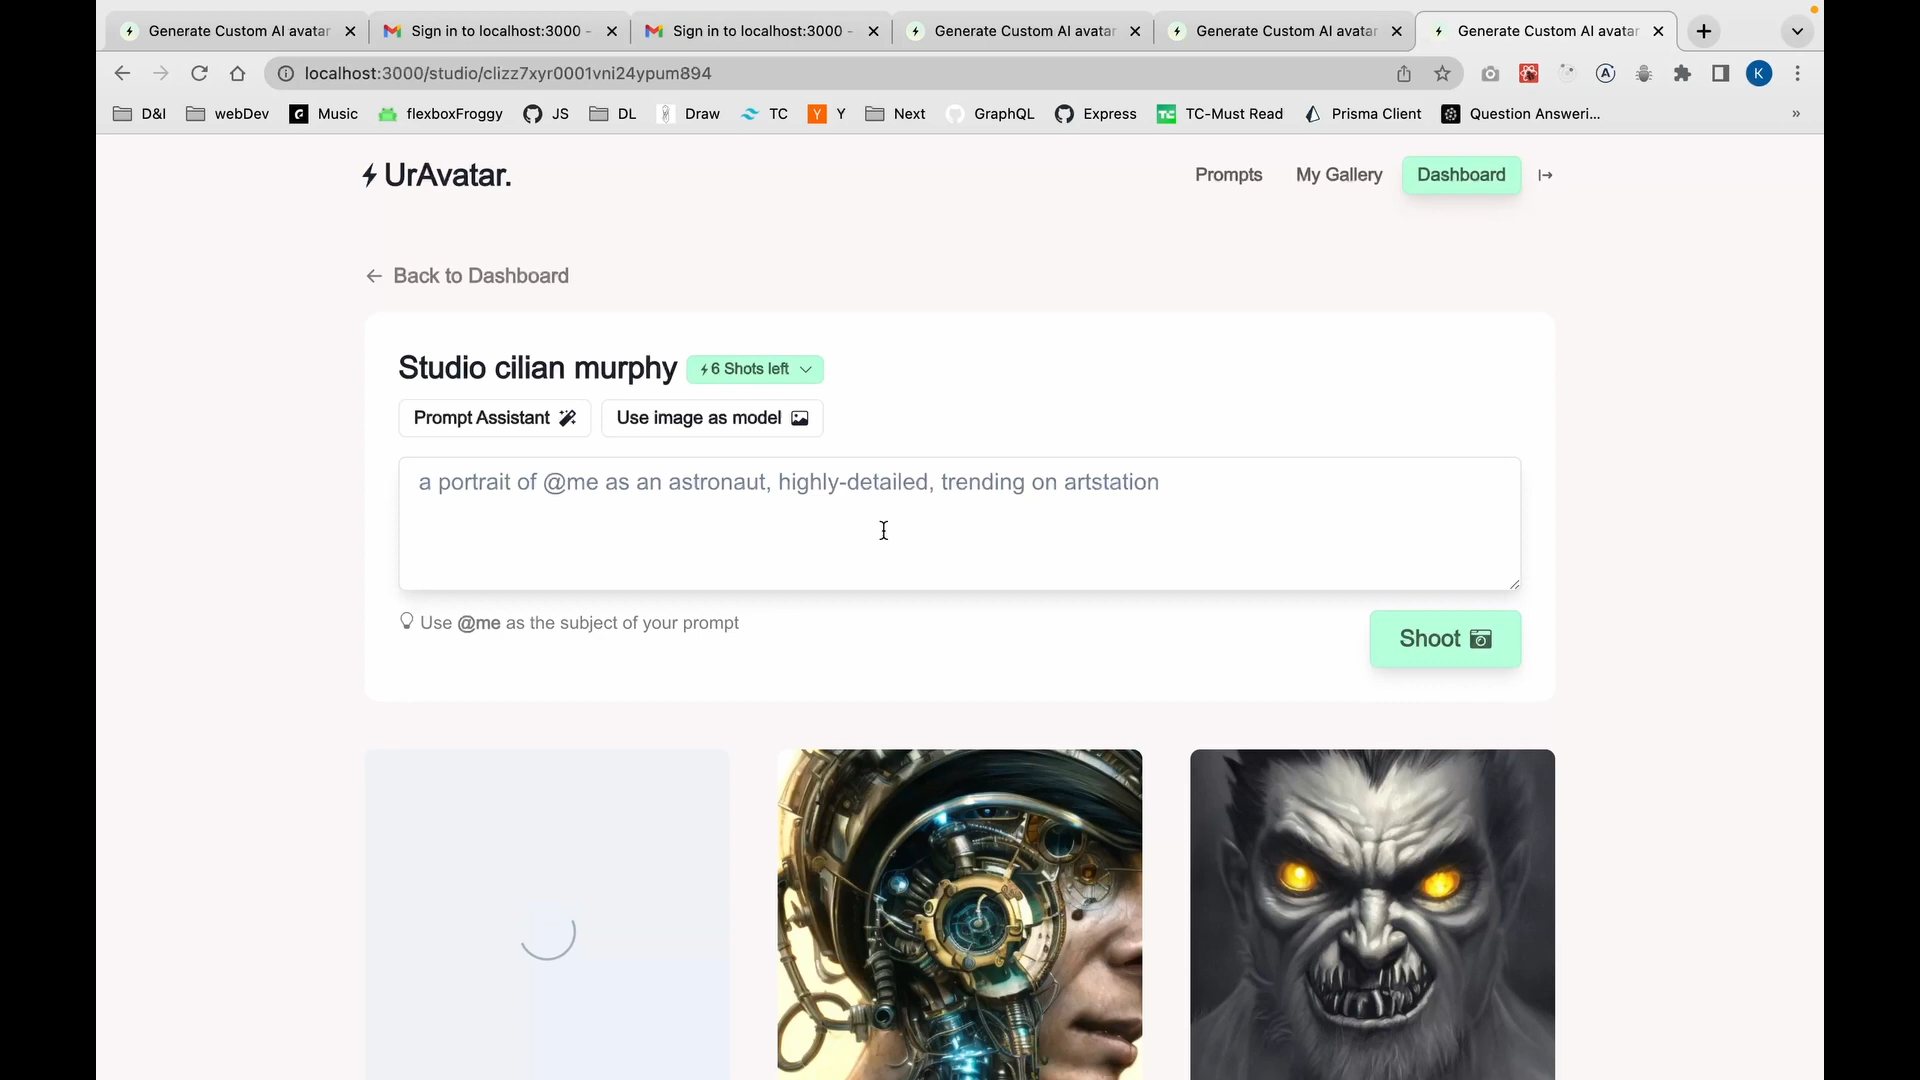 Generate Custom AI avatar
Sign in to localhost:3000 -
Sign in to localhost:3000 -
Generate Custom AI avatar
Generate Custom AI avatar
Generate Custom AI avatar
localhost:3000/studio/clizz7xyr0001vni24ypum894
K
D&I
webDev
Music
flexboxFroggy
JS
DL
Draw
TC
Y
Next
GraphQL
Express
TC-Must Read
Prisma Client
Question Answeri...
»
UrAvatar.
Prompts
My Gallery
Dashboard
Back to Dashboard
Studio cilian murphy
6 Shots left
Prompt Assistant
Use image as model
a portrait of @me as an astronaut, highly-detailed, trending on artstation
Use @me as the subject of your prompt
Shoot